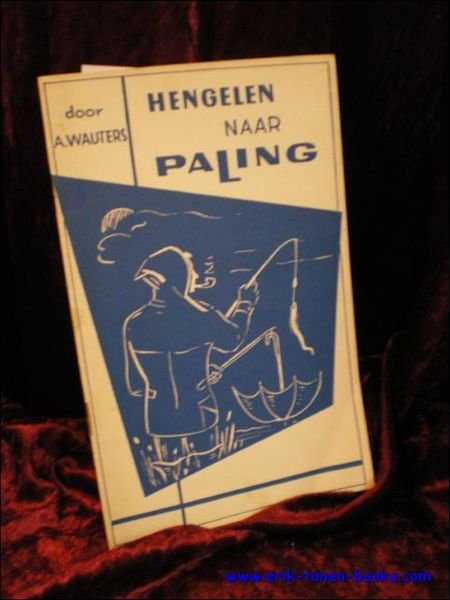 door
A.WAUTERS
HENGELEN
NAAR
PALING
www.erik-tonen-books.com